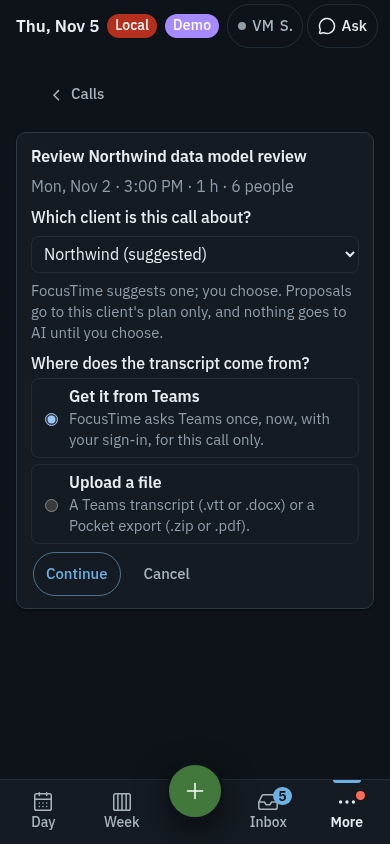 Thu, Nov 5 Local Demo VM S. Ask
Calls
Review Northwind data model review
Mon, Nov 2 · 3:00 PM · 1 h · 6 people
Which client is this call about?
Northwind (suggested)
FocusTime suggests one; you choose. Proposals
go to this client's plan only, and nothing goes to
AI until you choose.
Where does the transcript come from?
Get it from Teams
FocusTime asks Teams once, now, with
your sign-in, for this call only.
Upload a file
A Teams transcript (.vtt or .docx) or a
Pocket export (.zip or .pdf).
Continue Cancel
5
Day Week Inbox More